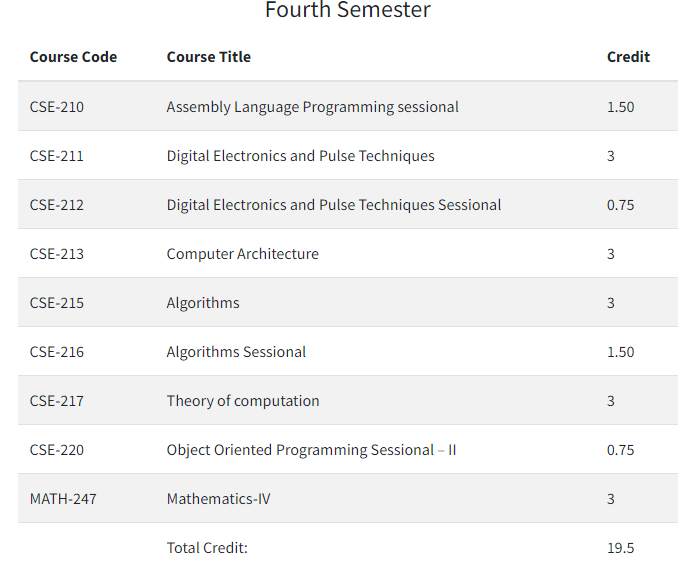 Fourth Semester
Course Code Course Title Credit
CSE-210 Assembly Language Programming sessional 1.50
CSE-211 Digital Electronics and Pulse Techniques 3
CSE-212 Digital Electronics and Pulse Techniques Sessional 0.75
CSE-213 Computer Architecture 3
CSE-215 Algorithms 3
CSE-216 Algorithms Sessional 1.50
CSE-217 Theory of computation 3
CSE-220 Object Oriented Programming Sessional – II 0.75
MATH-247 Mathematics-IV 3
Total Credit: 19.5